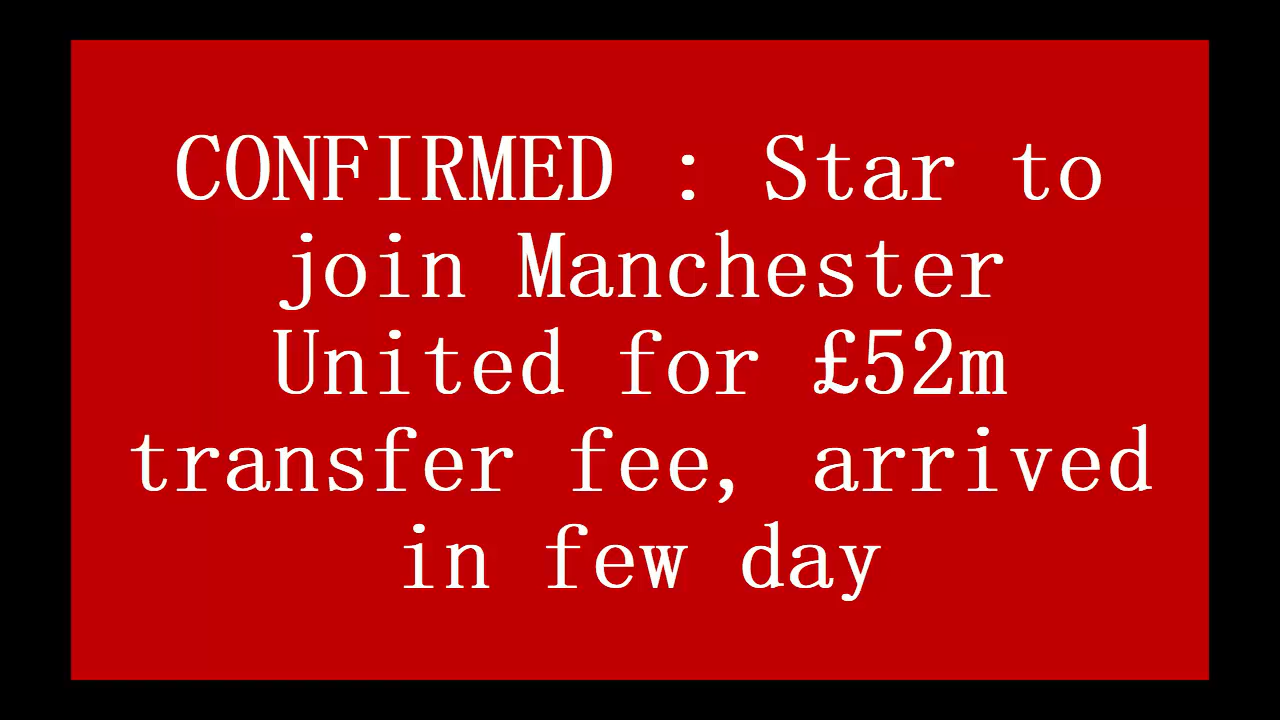 CONFIRMED : Star to
join Manchester
United for £52m
transfer fee, arrived
in few day